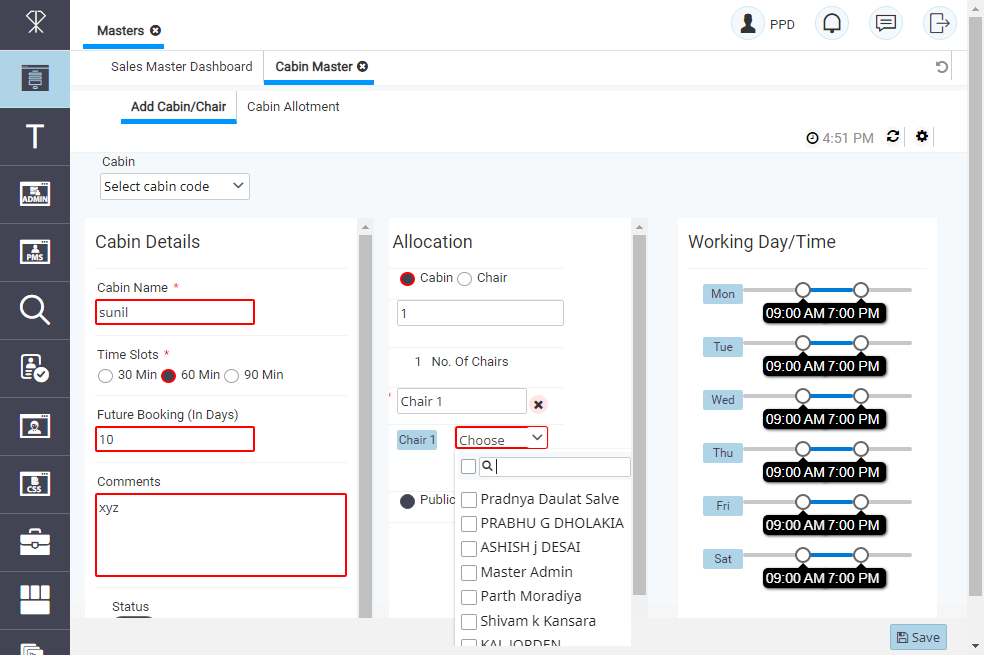 Masters
PPD
Sales Master Dashboard
Cabin Master
Add Cabin/Chair
Cabin Allotment
4:51 PM
Cabin
Select cabin code
T
ADMIN
PMS
CSS
Cabin Details
Cabin Name *
sunil
Time Slots *
30 Min 60 Min 90 Min
Future Booking (In Days)
10
Comments
xyz
Status
Allocation
Cabin Chair
1
1 No. Of Chairs
* Chair 1
Chair 1 Choose
Public
Pradnya Daulat Salve
PRABHU G DHOLAKIA
ASHISH j DESAI
Master Admin
Parth Moradiya
Shivam k Kansara
KAL JORDEN
Working Day/Time
Mon
09:00 AM 7:00 PM
Tue
09:00 AM 7:00 PM
Wed
09:00 AM 7:00 PM
Thu
09:00 AM 7:00 PM
Fri
09:00 AM 7:00 PM
Sat
09:00 AM 7:00 PM
Save